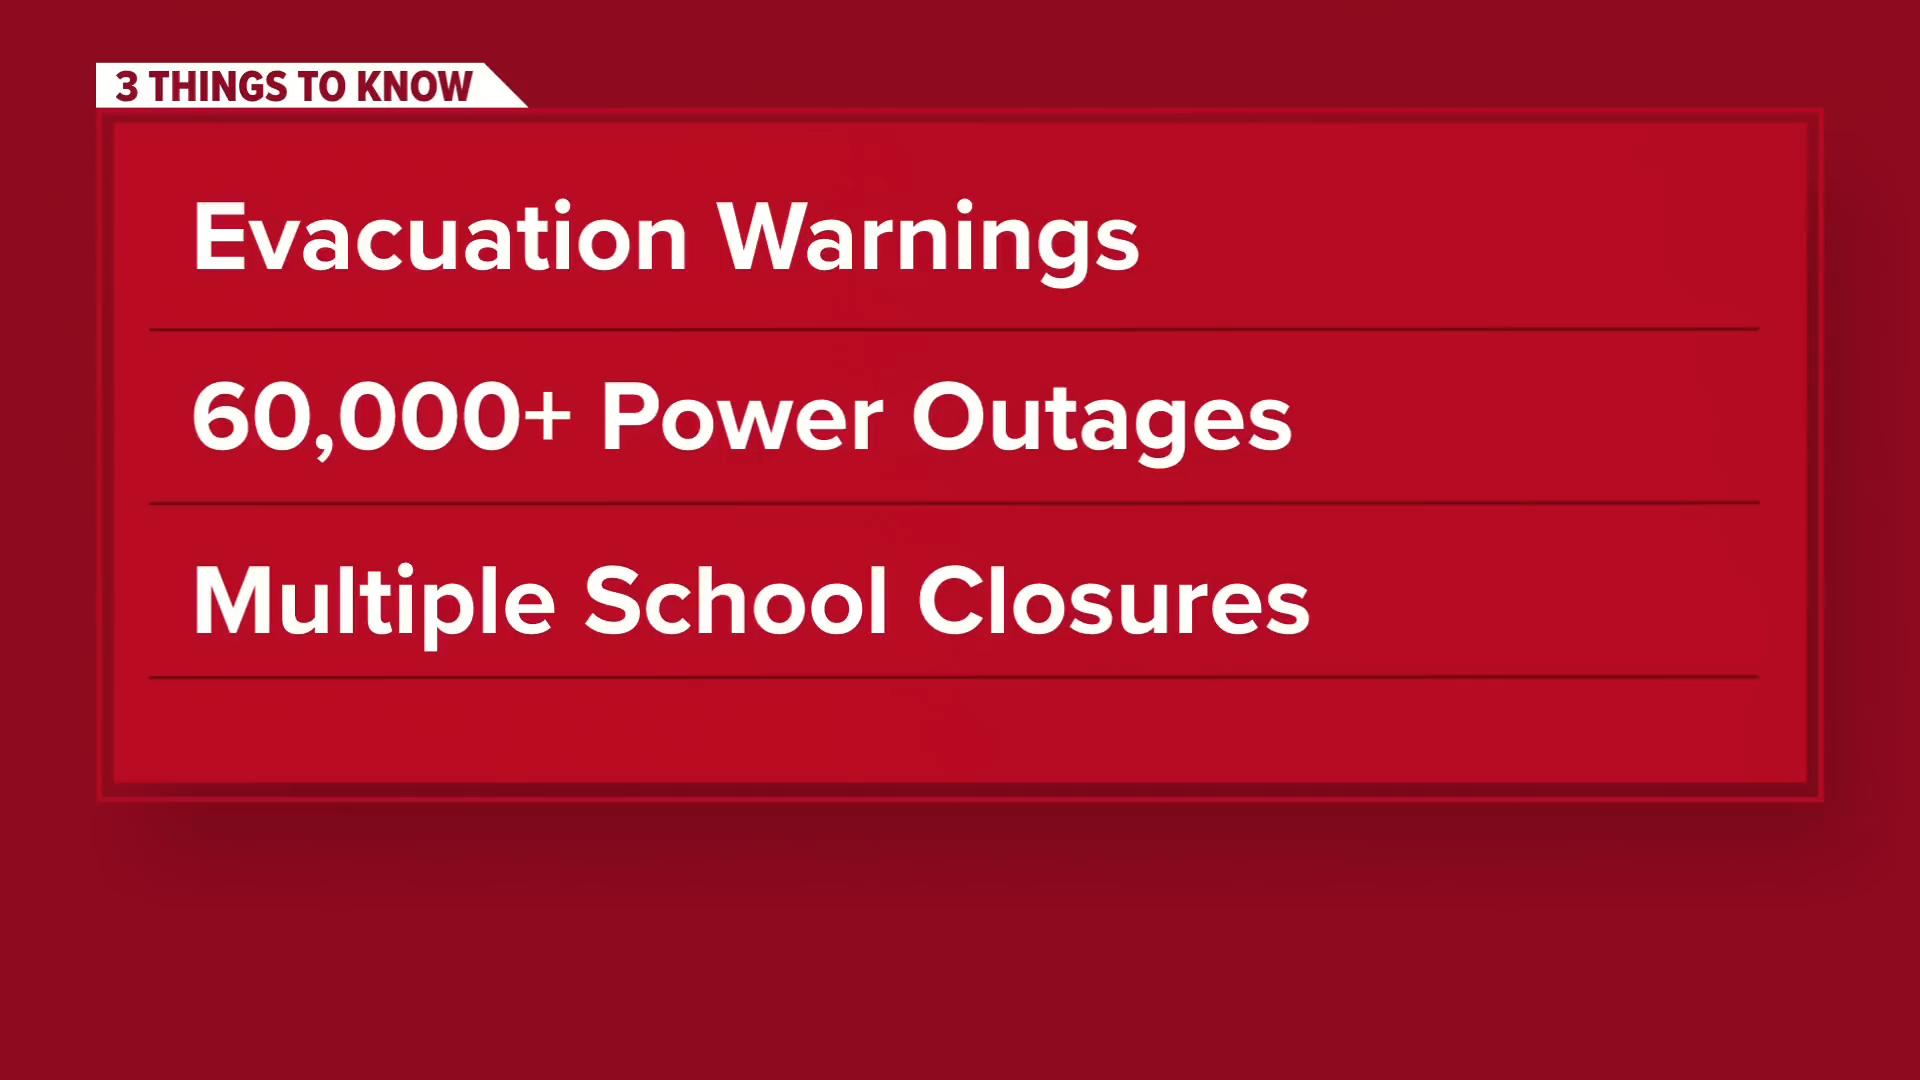 3 THINGS TO KNOW
Evacuation Warnings
60,000+ Power Outages
Multiple School Closures